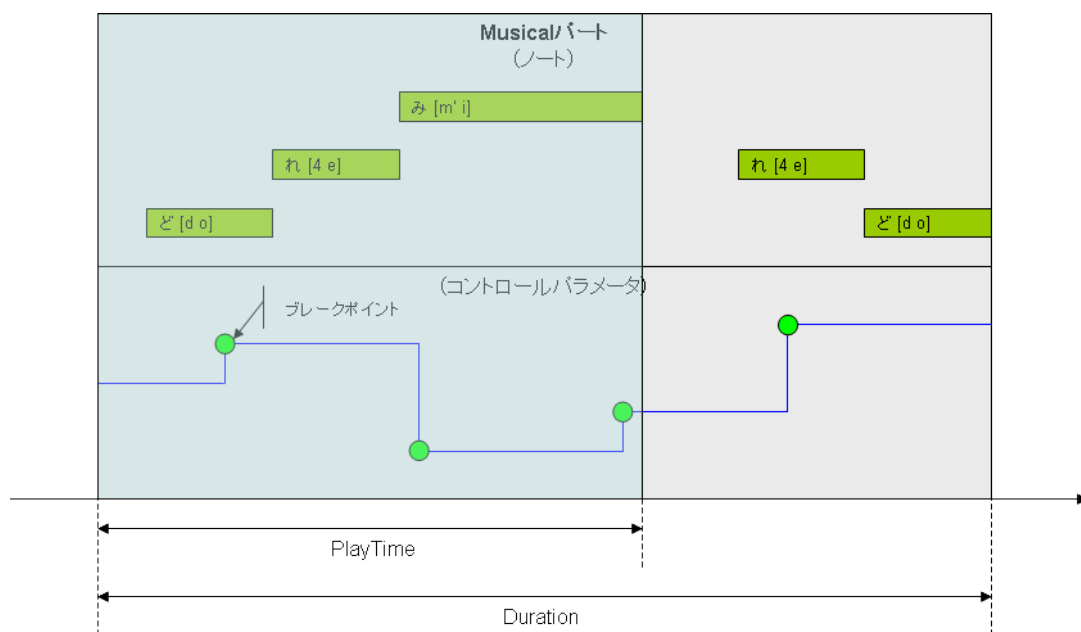 Musicalパート
(ノート)
み [m' i]
れ [4 e]
れ [4 e]
ど [d o]
ど [d o]
(コントロールパラメータ)
ブレークポイント
PlayTime
Duration